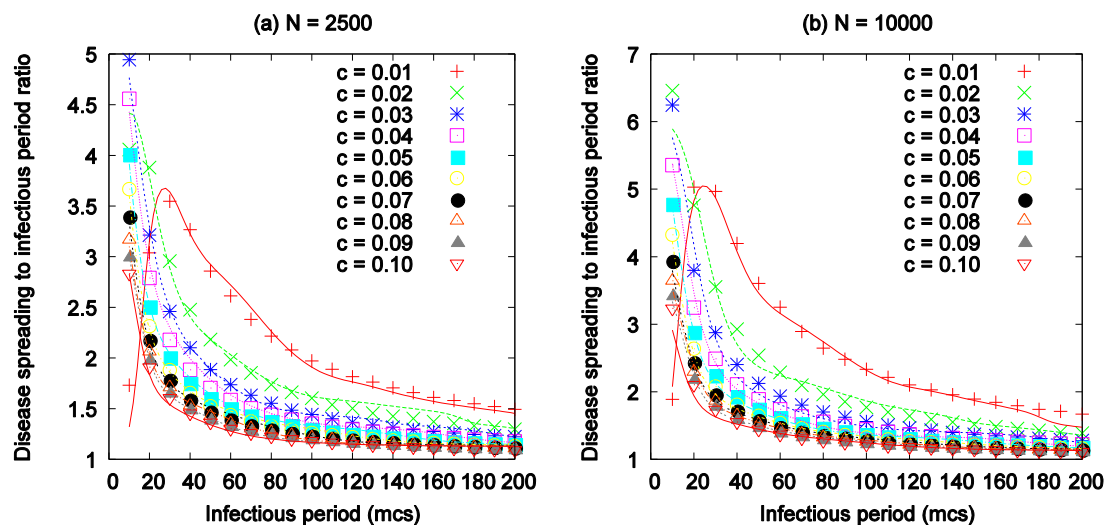 (a) N = 2500
Disease spreading to infectious period ratio
5
4.5
4
3.5
3
2.5
2
1.5
1
0 20 40 60 80 100 120 140 160 180 200
Infectious period (mcs)
c = 0.01
c = 0.02
c = 0.03
c = 0.04
c = 0.05
c = 0.06
c = 0.07
c = 0.08
c = 0.09
c = 0.10
(b) N = 10000
Disease spreading to infectious period ratio
7
6
5
4
3
2
1
0 20 40 60 80 100 120 140 160 180 200
Infectious period (mcs)
c = 0.01
c = 0.02
c = 0.03
c = 0.04
c = 0.05
c = 0.06
c = 0.07
c = 0.08
c = 0.09
c = 0.10